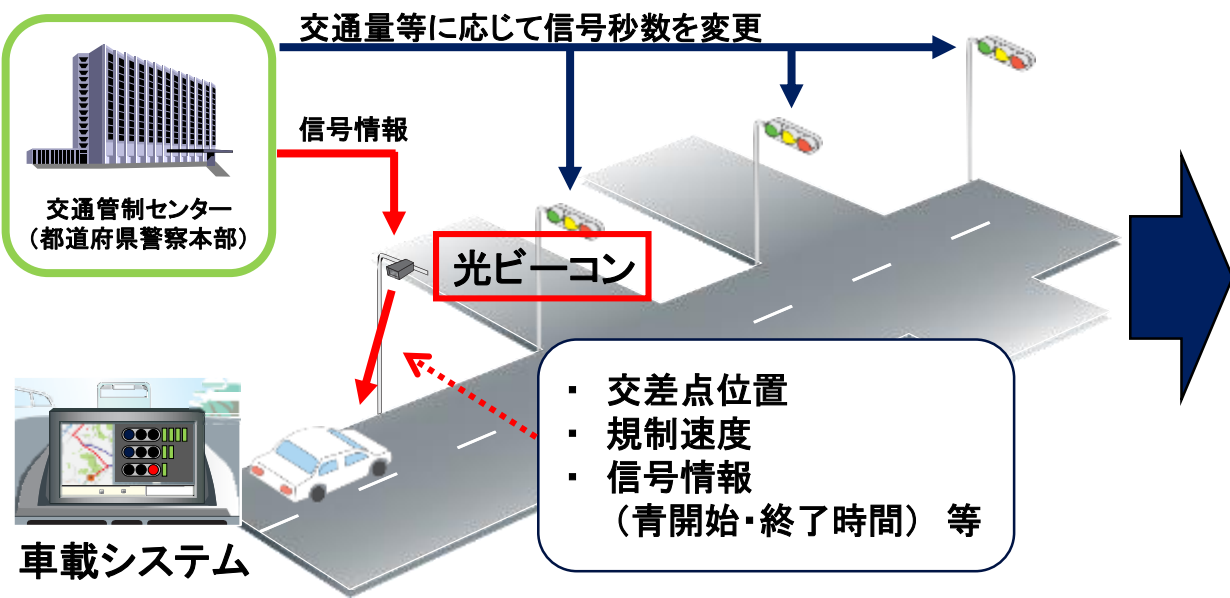 交通量等に応じて信号秒数を変更
信号情報
交通管制センター
（都道府県警察本部）
光ビーコン
・ 交差点位置
・ 規制速度
・ 信号情報
（青開始・終了時間） 等
車載システム